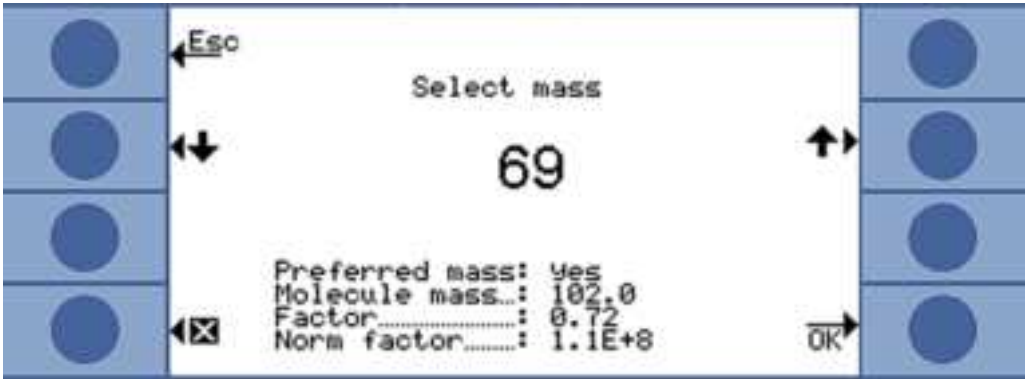 Esc
Select mass
69
Preferred mass: yes
Molecule mass…: 102.0
Factor……………………: 0.72
Norm factor………: 1.1E+8
OK